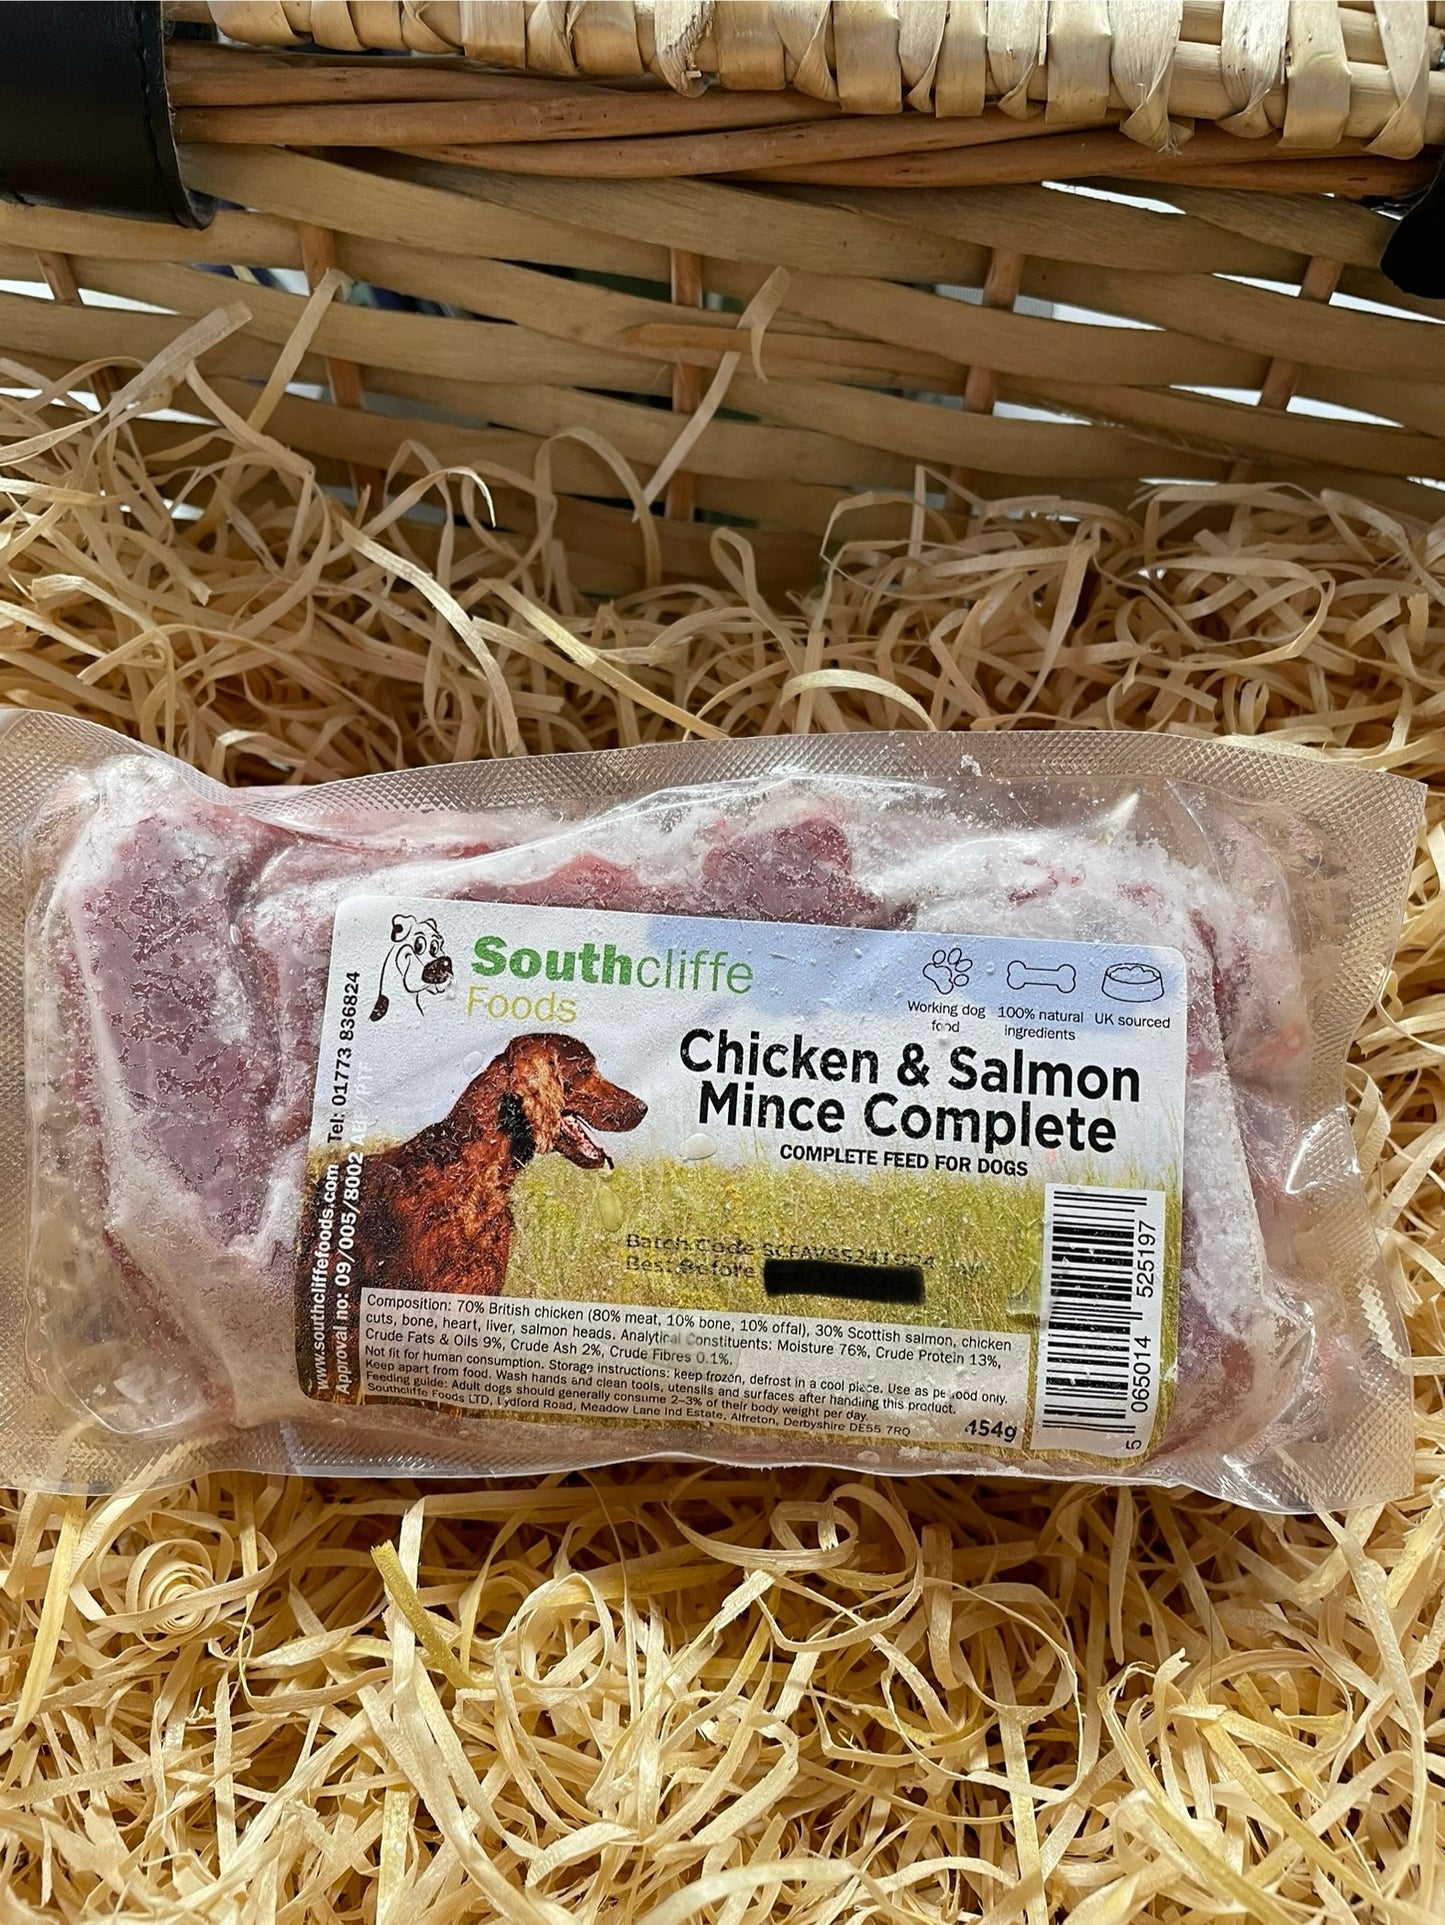 Southcliffe
Foods
Working dog
food
100% natural
ingredients
UK sourced
Chicken & Salmon
Mince Complete
COMPLETE FEED FOR DOGS
Batch Code
Best Before
Composition: 70% British chicken (80% meat, 10% bone, 10% offal), 30% Scottish salmon, chicken
cuts, bone, heart, liver, salmon heads. Analytical Constituents: Moisture 76%, Crude Protein 13%,
Crude Fats & Oils 9%, Crude Ash 2%, Crude Fibres 0.1%.
Not fit for human consumption. Storage instructions: keep frozen, defrost in a cool place. Use as pet food only.
Keep apart from food. Wash hands and clean tools, utensils and surfaces after handling this product.
Feeding guide: Adult dogs should generally consume 2–3% of their body weight per day.
Southcliffe Foods LTD, Lydford Road, Meadow Lane Ind Estate, Alfreton, Derbyshire DE55 7RQ
454g
www.southcliffefoods.com Tel: 01773 836824
Approval no: 09/005/8002
5 065014 525197